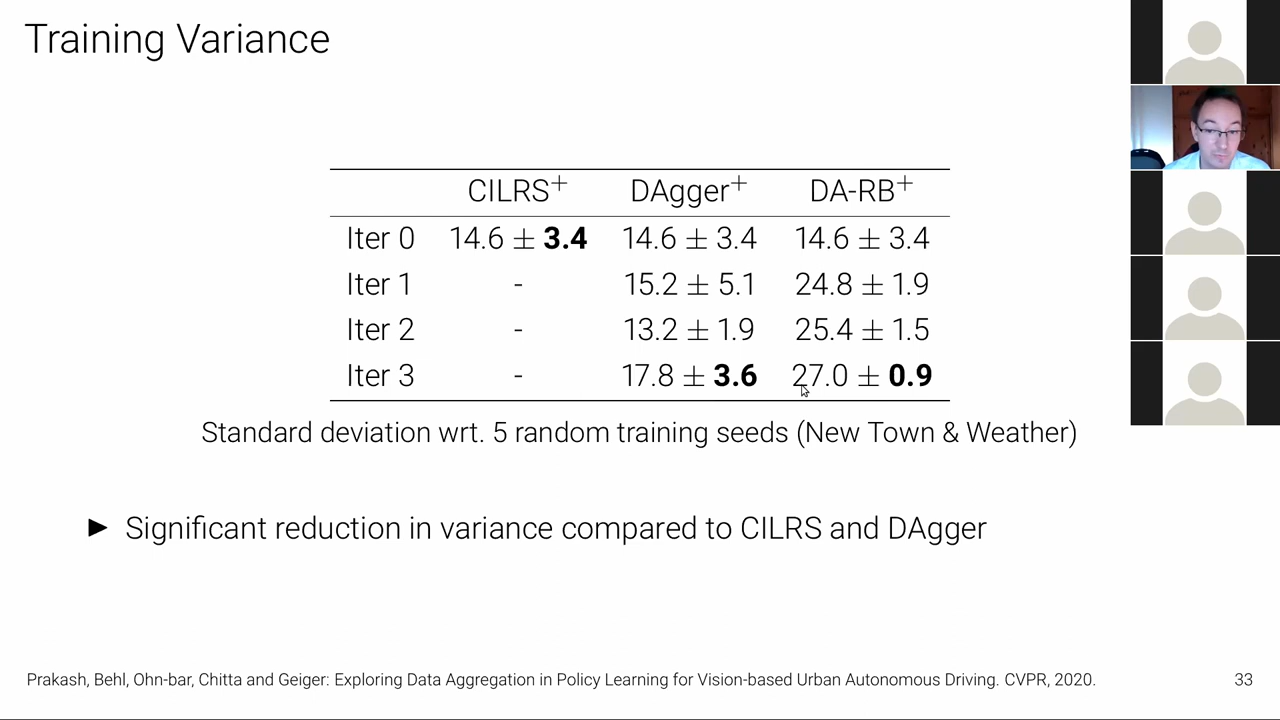 Training Variance
CILRS+ DAgger+ DA-RB+
Iter 0 14.6 ± 3.4 14.6 ± 3.4 14.6 ± 3.4
Iter 1 - 15.2 ± 5.1 24.8 ± 1.9
Iter 2 - 13.2 ± 1.9 25.4 ± 1.5
Iter 3 - 17.8 ± 3.6 27.0 ± 0.9
Standard deviation wrt. 5 random training seeds (New Town & Weather)
► Significant reduction in variance compared to CILRS and DAgger
Prakash, Behl, Ohn-bar, Chitta and Geiger: Exploring Data Aggregation in Policy Learning for Vision-based Urban Autonomous Driving. CVPR, 2020. 33